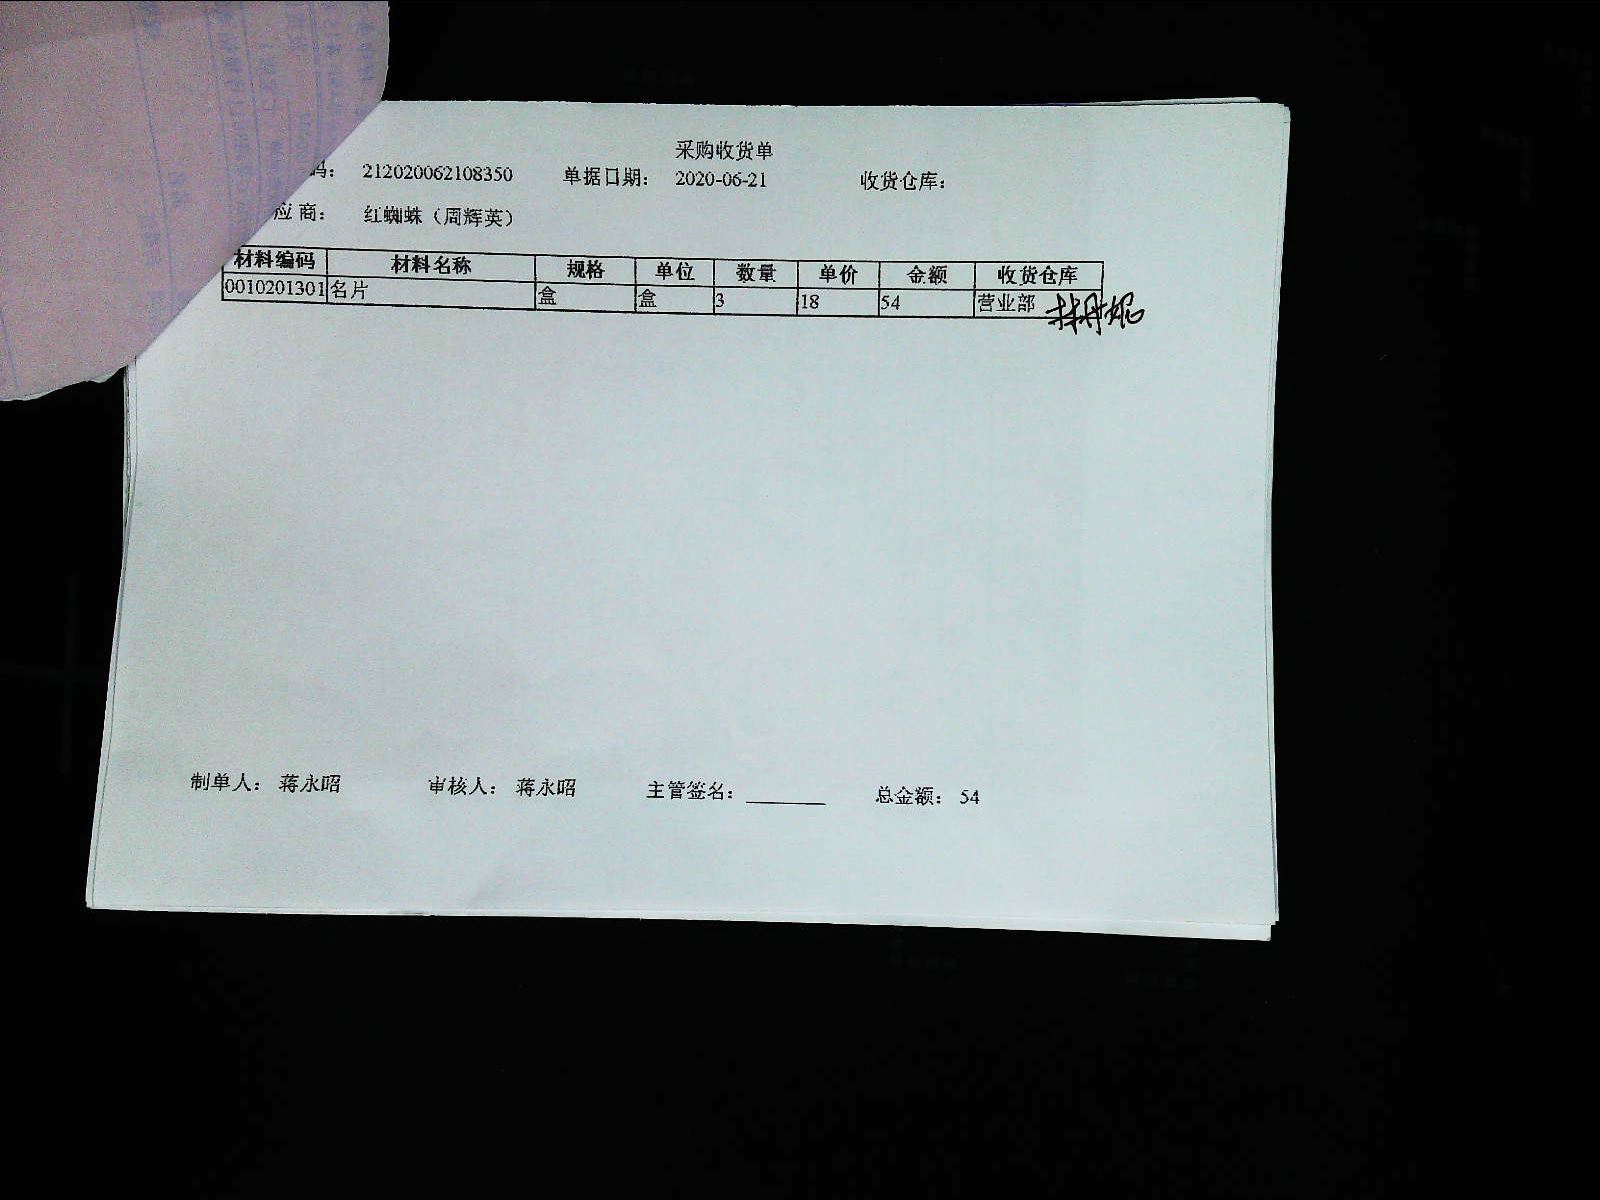 采购收货单
码： 212020062108350 单据日期： 2020-06-21 收货仓库：
应商： 红蜘蛛（周辉英）
材料编码 材料名称 规格 单位 数量 单价 金额 收货仓库
0010201301 名片 盒 盒 3 18 54 营业部
制单人： 蒋永昭 审核人： 蒋永昭 主管签名： 总金额： 54